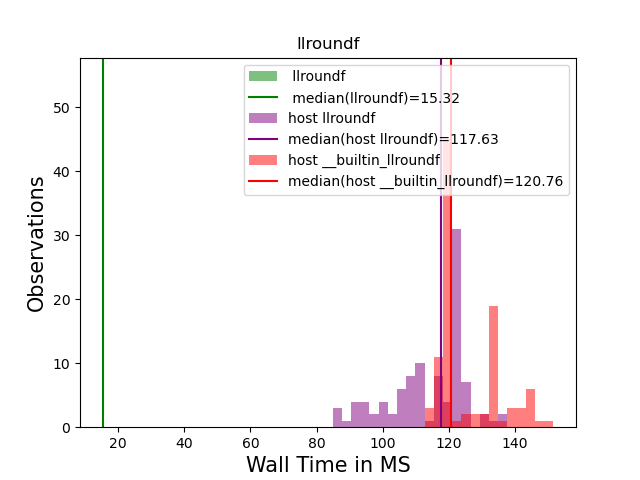 llroundf
llroundf
median(llroundf)=15.32
host llroundf
median(host llroundf)=117.63
host __builtin_llroundf
median(host __builtin_llroundf)=120.76
Observations
50
40
30
20
10
0
20 40 60 80 100 120 140
Wall Time in MS